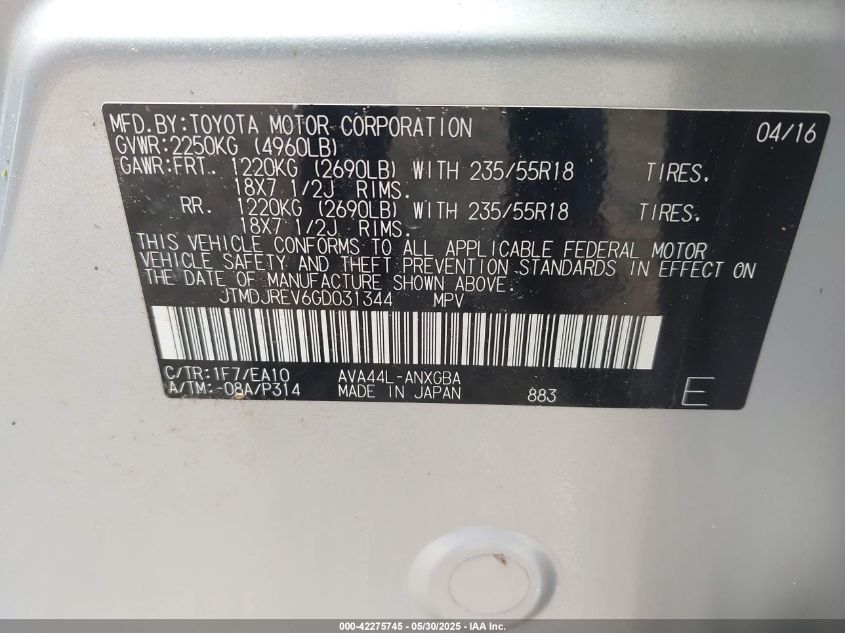 MFD.BY:TOYOTA MOTOR CORPORATION 04/16
GVWR:2250KG (4960LB)
GAWR:FRT. 1220KG (2690LB) WITH 235/55R18 TIRES.
18X7 1/2J RIMS.
RR. 1220KG (2690LB) WITH 235/55R18 TIRES.
18X7 1/2J RIMS.
THIS VEHICLE CONFORMS TO ALL APPLICABLE FEDERAL MOTOR
VEHICLE SAFETY AND THEFT PREVENTION STANDARDS IN EFFECT ON
THE DATE OF MANUFACTURE SHOWN ABOVE.
JTMDJREV6GD031344 MPV
C/TR:1F7/EA10 AVA44L-ANXGBA
A/TM:-08A/P314 MADE IN JAPAN 883 E
000-42275745 - 05/30/2025 - IAA Inc.